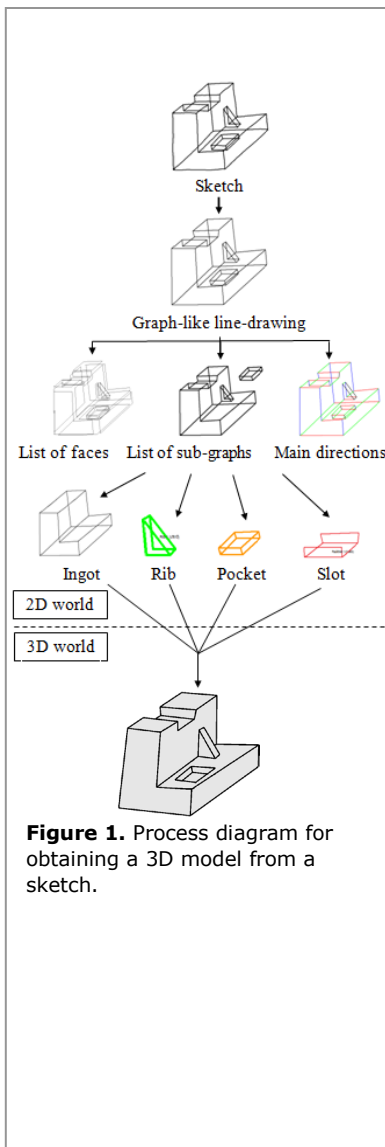 Sketch
Graph-like line-drawing
List of faces List of sub-graphs Main directions
Ingot Rib Pocket Slot
2D world
3D world
Figure 1. Process diagram for
obtaining a 3D model from a
sketch.